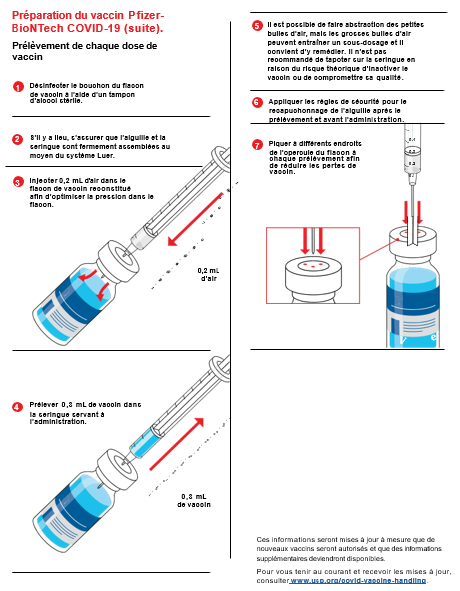 Préparation du vaccin Pfizer-
BioNTech COVID-19 (suite).
Prélèvement de chaque dose de
vaccin
1 Désinfecter le bouchon du flacon
de vaccin à l'aide d'un tampon
d'alcool stérile.
2 S'il y a lieu, s'assurer que l'aiguille et la
seringue sont fermement assemblées au
moyen du système Luer.
3 Injecter 0,2 mL d'air dans le
flacon de vaccin reconstitué
afin d'optimiser la pression dans le
flacon.
0,2 mL
d'air
4 Prélever 0,3 mL de vaccin dans
la seringue servant à
l'administration.
0,3 mL
de vaccin
5 Il est possible de faire abstraction des petites
bulles d'air, mais les grosses bulles d'air
peuvent entraîner un sous-dosage et il
convient d'y remédier. Il n'est pas
recommandé de tapoter sur la seringue en
raison du risque théorique d'inactiver le
vaccin ou de compromettre sa qualité.
6 Appliquer les règles de sécurité pour le
recapuchonnage de l'aiguille après le
prélèvement et avant l'administration.
7 Piquer à différents endroits
de l'opercule du flacon à
chaque prélèvement afin
de réduire les pertes de
vaccin.
Ces informations seront mises à jour à mesure que de
nouveaux vaccins seront autorisés et que des informations
supplémentaires deviendront disponibles.
Pour vous tenir au courant et recevoir les mises à jour,
consulter www.usp.org/covid-vaccine-handling.